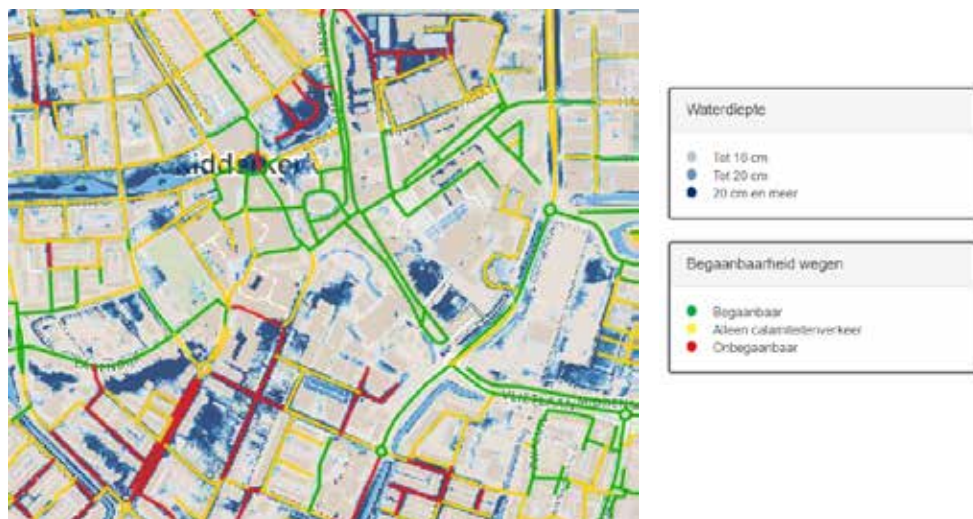 Waterdiepte
Tot 10 cm
Tot 20 cm
20 cm en meer
Begaanbaarheid wegen
Begaanbaar
Alleen calamiteitenverkeer
Onbegaanbaar